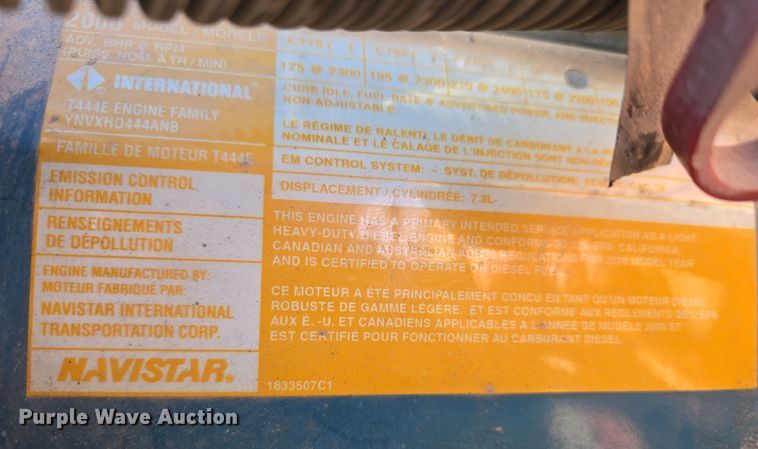 2000 MODEL - MODÈLE
ADV. BHP @ RPM
(PUISS. NOM. À TR / MIN)
INTERNATIONAL®
T444E ENGINE FAMILY
YNVXH0444ANB
FAMILLE DE MOTEUR T444E
EMISSION CONTROL
INFORMATION
RENSEIGNEMENTS
DE DÉPOLLUTION
ENGINE MANUFACTURED BY:
MOTEUR FABRIQUÉ PAR:
NAVISTAR INTERNATIONAL
TRANSPORTATION CORP.
NAVISTAR®
C175 ( ) C195 ( )
175 @ 2300 195 @ 2300 210 @ 2400 175 @ 2300 190
CURB IDLE, FUEL RATE @ ADVERTISED POWER, AND INJECTION
NON-ADJUSTABLE.
LE RÉGIME DE RALENTI, LE DÉBIT DE CARBURANT A LA
NOMINALE ET LE CALAGE DE L'INJECTION SONT NON-
EM CONTROL SYSTEM: - SYST. DE DÉPOLLUTION:
DISPLACEMENT / CYLINDRÉE: 7.3L
THIS ENGINE HAS A PRIMARY INTENDED SERVICE APPLICATION AS A LIGHT
HEAVY-DUTY DIESEL ENGINE AND CONFORMS TO U.S. EPA, CALIFORNIA,
CANADIAN AND AUSTRALIAN ADR30 REGULATIONS FOR 2000 MODEL YEAR
AND IS CERTIFIED TO OPERATE ON DIESEL FUEL.
CE MOTEUR A ÉTÉ PRINCIPALEMENT CONCU EN TANT QU'UN MOTEUR DIESEL
ROBUSTE DE GAMME LÉGÈRE. ET EST CONFORME AUX RÈGLEMENTS DE L'EPA
AUX É. -U. ET CANADIENS APPLICABLES A L'ANNEE DE MODÈLE 2000 ET
EST CERTIFIÉ POUR FONCTIONNER AU CARBURANT DIESEL.
1833507C1
Purple Wave Auction